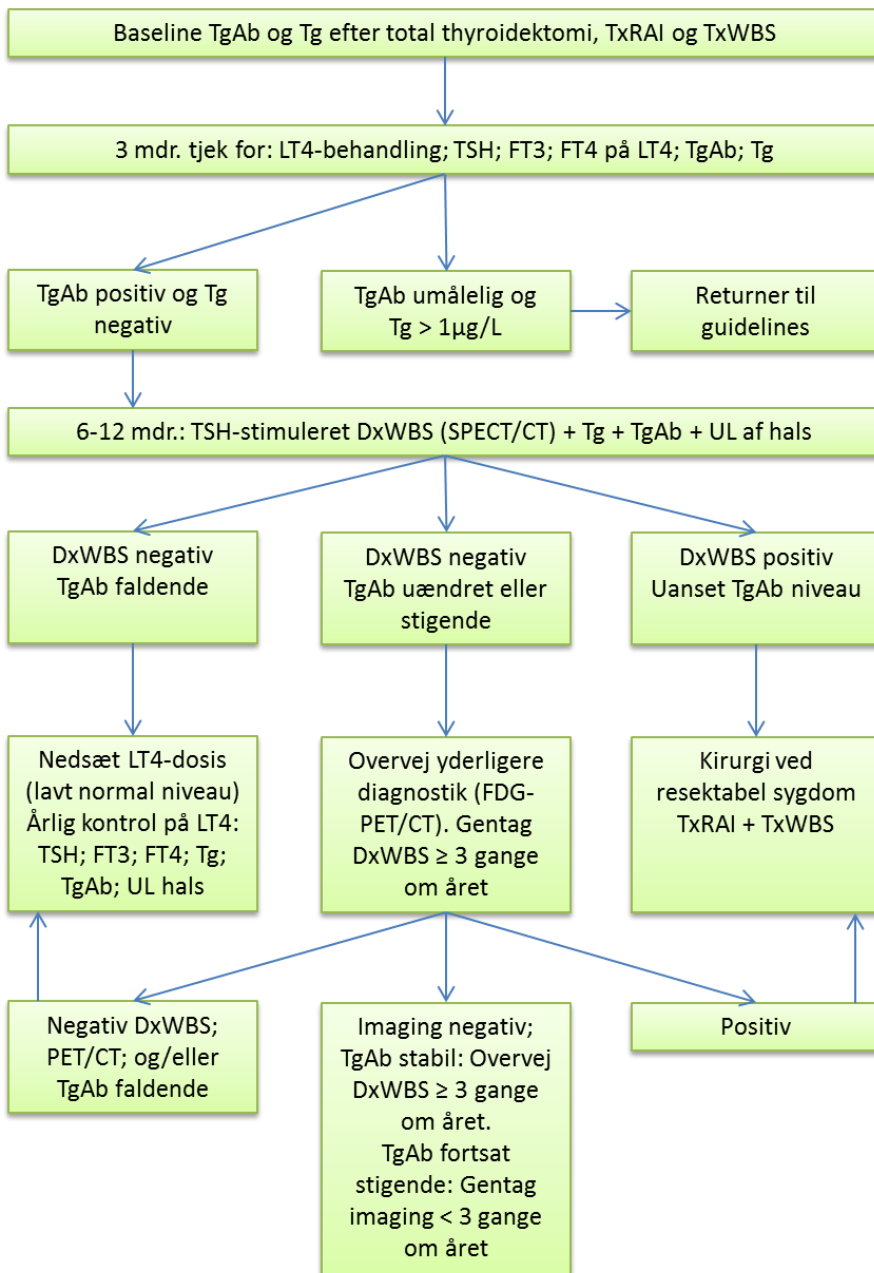 Baseline TgAb og Tg efter total thyroidektomi, TxRAI og TxWBS
3 mdr. tjek for: LT4-behandling; TSH; FT3; FT4 på LT4; TgAb; Tg
TgAb positiv og Tg
negativ
TgAb umålelig og
Tg > 1µg/L
Returner til
guidelines
6-12 mdr.: TSH-stimuleret DxWBS (SPECT/CT) + Tg + TgAb + UL af hals
DxWBS negativ
TgAb faldende
DxWBS negativ
TgAb uændret eller
stigende
DxWBS positiv
Uanset TgAb niveau
Nedsæt LT4-dosis
(lavt normal niveau)
Årlig kontrol på LT4:
TSH; FT3; FT4; Tg;
TgAb; UL hals
Overvej yderligere
diagnostik (FDG-
PET/CT). Gentag
DxWBS ≥ 3 gange
om året
Kirurgi ved
resektabel sygdom
TxRAI + TxWBS
Negativ DxWBS;
PET/CT; og/eller
TgAb faldende
Imaging negativ;
TgAb stabil: Overvej
DxWBS ≥ 3 gange
om året.
TgAb fortsat
stigende: Gentag
imaging < 3 gange
om året
Positiv